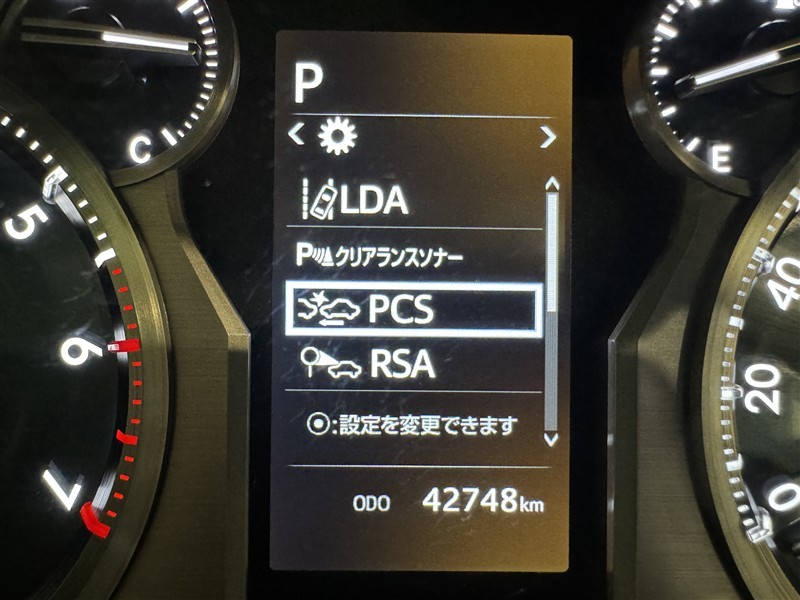 P
LDA
P クリアランスソナー
PCS
RSA
:設定を変更できます
ODO 42748km
C
E
5
6
7
40
20
0